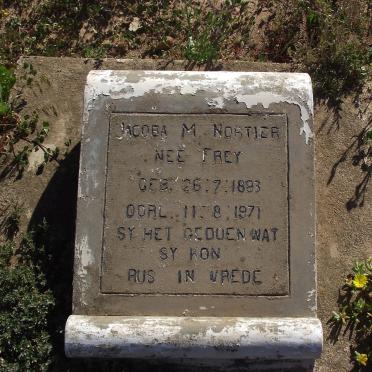 JACOBA M. NORTIER
NEE FREY
GEB. 26.7.1893
OORL. 11.8.1971
SY HET GEDOEN WAT
SY KON
RUS IN VREDE